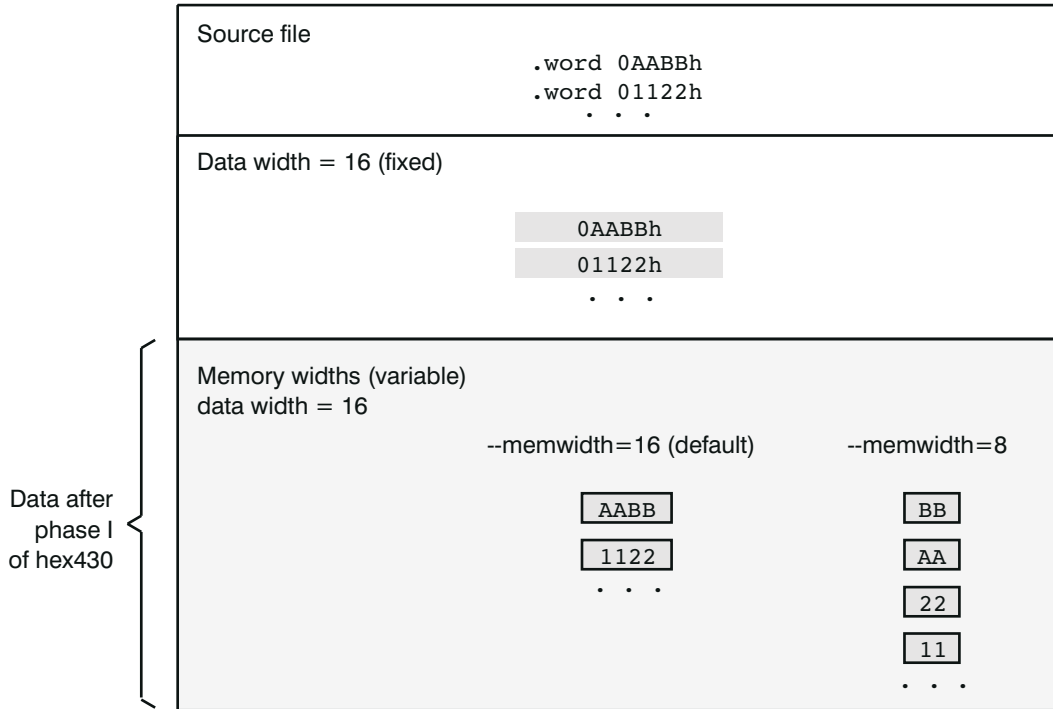 Source file
.word 0AABBh
.word 01122h
. . .
Data width = 16 (fixed)
0AABBh
01122h
. . .
Data after
phase I
of hex430
Memory widths (variable)
data width = 16
--memwidth=16 (default)
AABB
1122
. . .
--memwidth=8
BB
AA
22
11
. . .